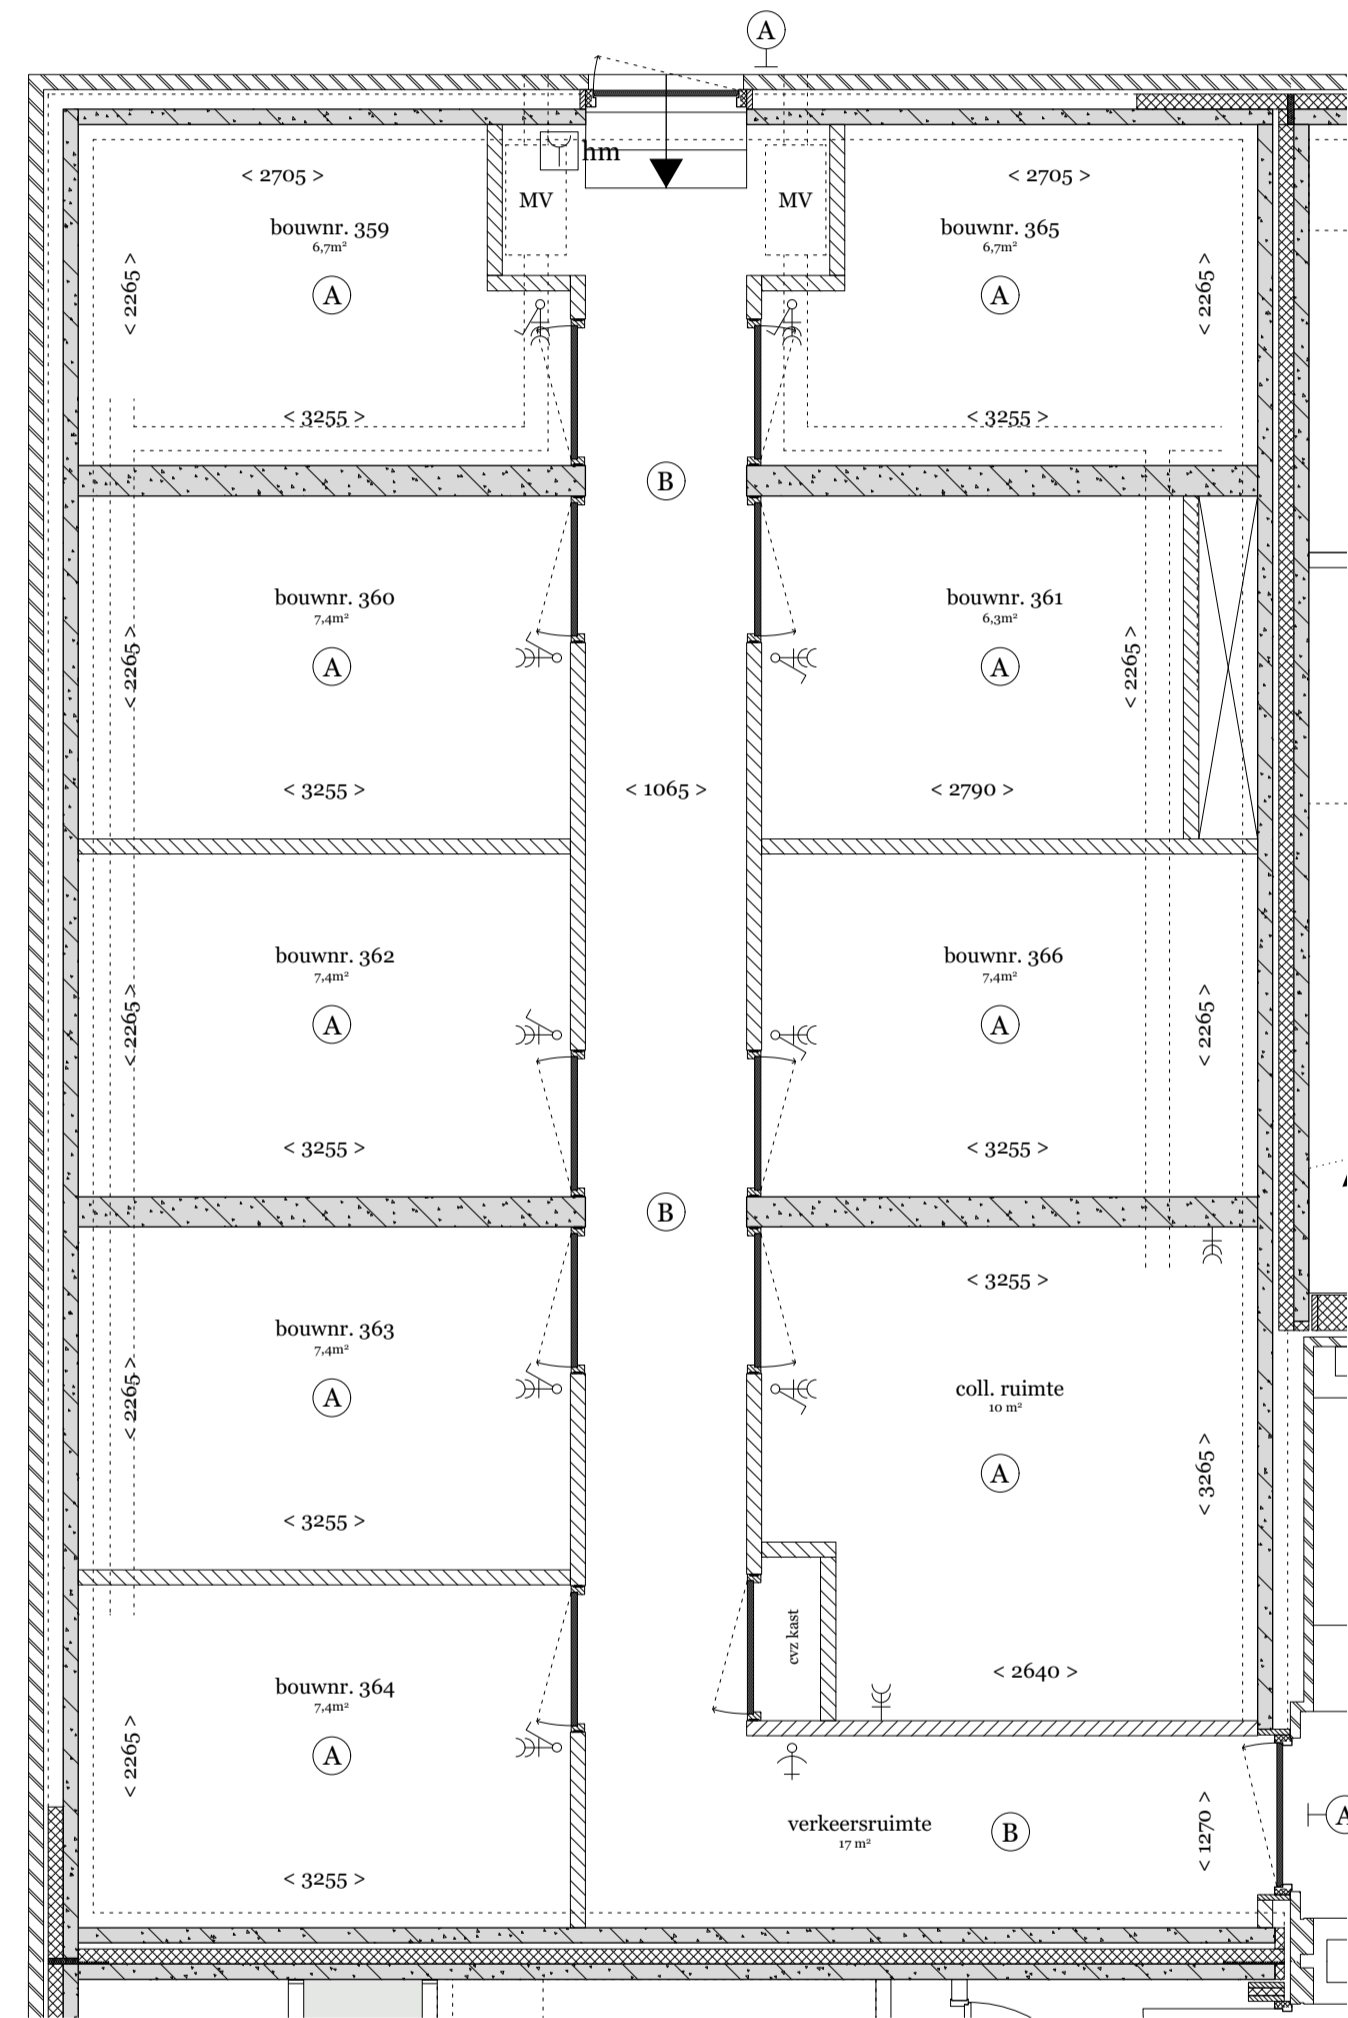 A
hm
< 2705 >
MV
MV
< 2705 >
bouwnr. 359
6,7m²
bouwnr. 365
6,7m²
< 2265 >
A
A
< 2265 >
< 3255 >
< 3255 >
B
bouwnr. 360
7,4m²
bouwnr. 361
6,3m²
< 2265 >
A
A
< 2265 >
< 3255 >
< 1065 >
< 2790 >
bouwnr. 362
7,4m²
bouwnr. 366
7,4m²
< 2265 >
A
A
< 2265 >
< 3255 >
< 3255 >
B
< 3255 >
bouwnr. 363
7,4m²
coll. ruimte
10 m²
< 2265 >
A
A
< 3265 >
< 3255 >
cvz kast
< 2640 >
bouwnr. 364
7,4m²
< 2265 >
A
verkeersruimte
17 m²
B
< 1270 >
A
< 3255 >